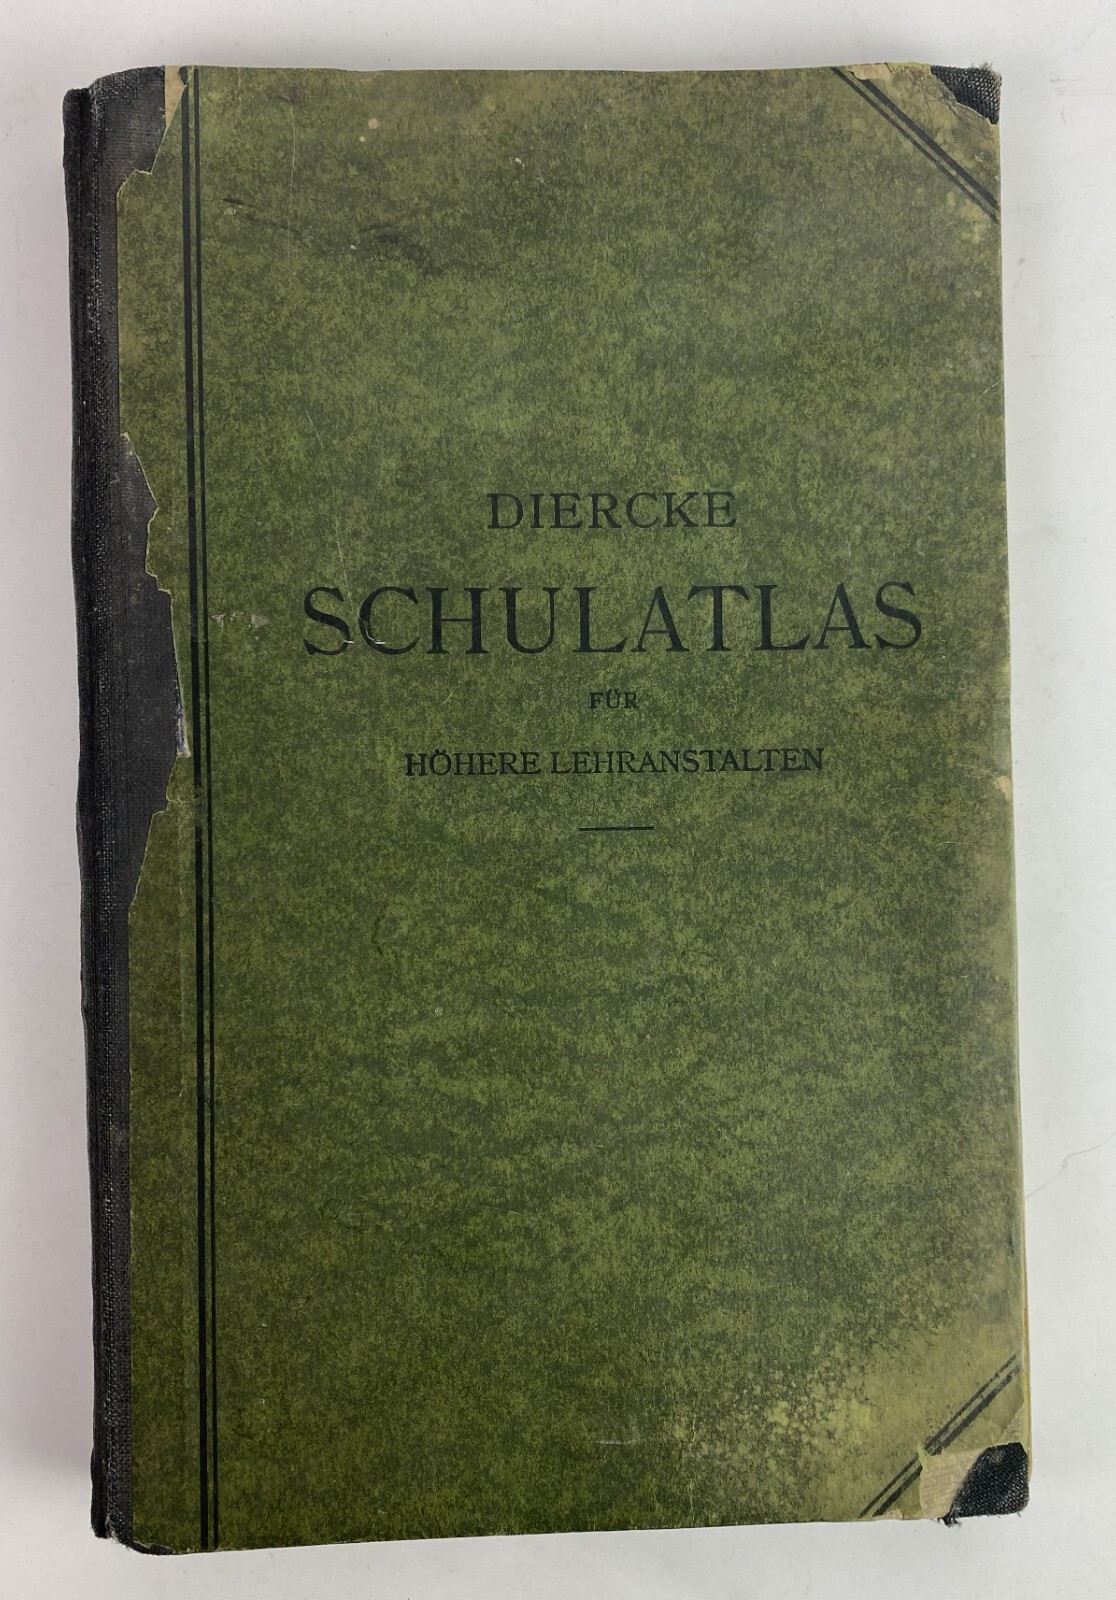 DIERCKE
SCHULATLAS
FÜR
HÖHERE LEHRANSTALTEN